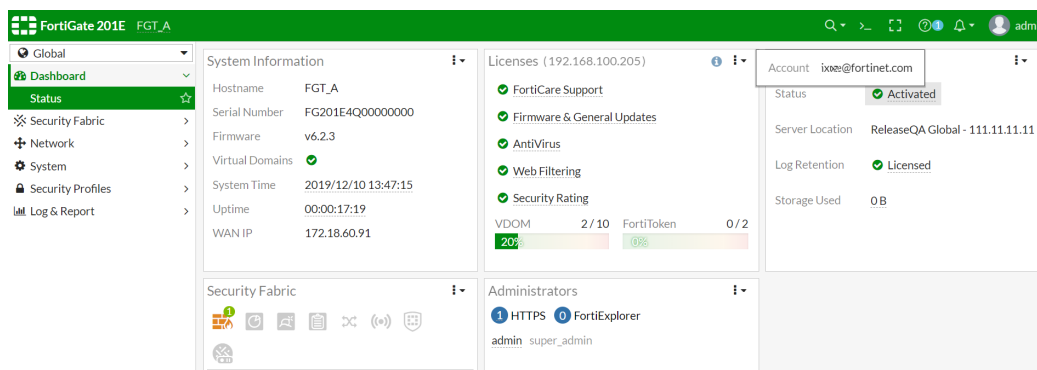 FortiGate 201E FGT_A
1
adm
Global
Dashboard
Status
Security Fabric
Network
System
Security Profiles
Log & Report
System Information
Hostname FGT_A
Serial Number FG201E4Q00000000
Firmware v6.2.3
Virtual Domains
System Time 2019/12/10 13:47:15
Uptime 00:00:17:19
WAN IP 172.18.60.91
Licenses (192.168.100.205)
FortiCare Support
Firmware & General Updates
AntiVirus
Web Filtering
Security Rating
VDOM 2 / 10 FortiToken 0 / 2
20% 0%
Account @fortinet.com
Status Activated
Server Location ReleaseQA Global - 111.11.11.11
Log Retention Licensed
Storage Used 0 B
Security Fabric
1
Administrators
1 HTTPS 0 FortiExplorer
admin super_admin